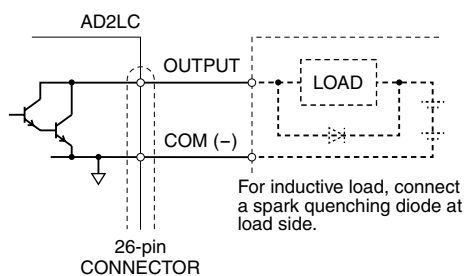 AD2LC
OUTPUT
LOAD
COM (–)
For inductive load, connect
a spark quenching diode at
load side.
26-pin
CONNECTOR